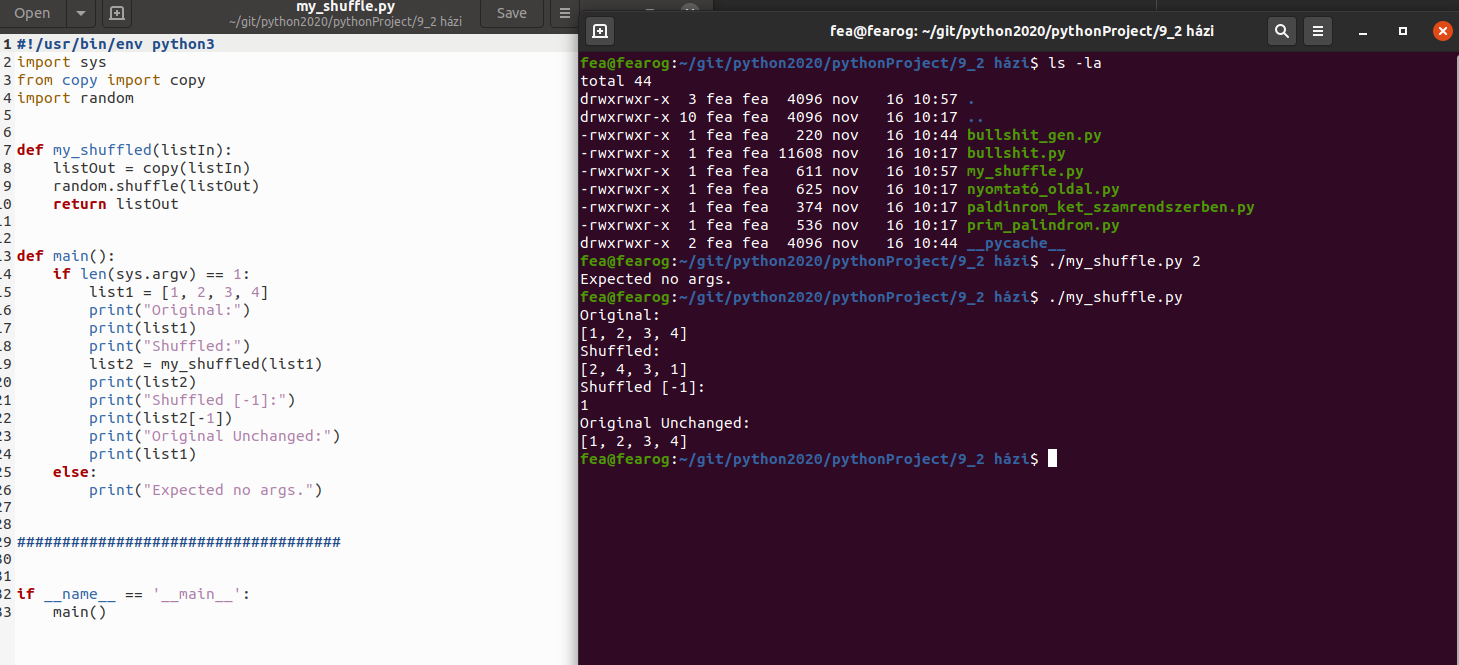 Open
my_shuffle.py
~/git/python2020/pythonProject/9_2 házi
Save
1 #!/usr/bin/env python3
2 import sys
3 from copy import copy
4 import random
5
6
7 def my_shuffled(listIn):
8     listOut = copy(listIn)
9     random.shuffle(listOut)
10     return listOut
11
12
13 def main():
14     if len(sys.argv) == 1:
15         list1 = [1, 2, 3, 4]
16         print("Original:")
17         print(list1)
18         print("Shuffled:")
19         list2 = my_shuffled(list1)
20         print(list2)
21         print("Shuffled [-1]:")
22         print(list2[-1])
23         print("Original Unchanged:")
24         print(list1)
25     else:
26         print("Expected no args.")
27
28
29 ####################################
30
31
32 if __name__ == '__main__':
33     main()
fea@fearog: ~/git/python2020/pythonProject/9_2 házi
fea@fearog:~/git/python2020/pythonProject/9_2 házi$ ls -la
total 44
drwxrwxr-x  3 fea fea  4096 nov   16 10:57 .
drwxrwxr-x 10 fea fea  4096 nov   16 10:17 ..
-rwxrwxr-x  1 fea fea   220 nov   16 10:44 bullshit_gen.py
-rwxrwxr-x  1 fea fea 11608 nov   16 10:17 bullshit.py
-rwxrwxr-x  1 fea fea   611 nov   16 10:57 my_shuffle.py
-rwxrwxr-x  1 fea fea   625 nov   16 10:17 nyomtató_oldal.py
-rwxrwxr-x  1 fea fea   374 nov   16 10:17 paldinrom_ket_szamrendszerben.py
-rwxrwxr-x  1 fea fea   536 nov   16 10:17 prim_palindrom.py
drwxrwxr-x  2 fea fea  4096 nov   16 10:44 __pycache__
fea@fearog:~/git/python2020/pythonProject/9_2 házi$ ./my_shuffle.py 2
Expected no args.
fea@fearog:~/git/python2020/pythonProject/9_2 házi$ ./my_shuffle.py
Original:
[1, 2, 3, 4]
Shuffled:
[2, 4, 3, 1]
Shuffled [-1]:
1
Original Unchanged:
[1, 2, 3, 4]
fea@fearog:~/git/python2020/pythonProject/9_2 házi$